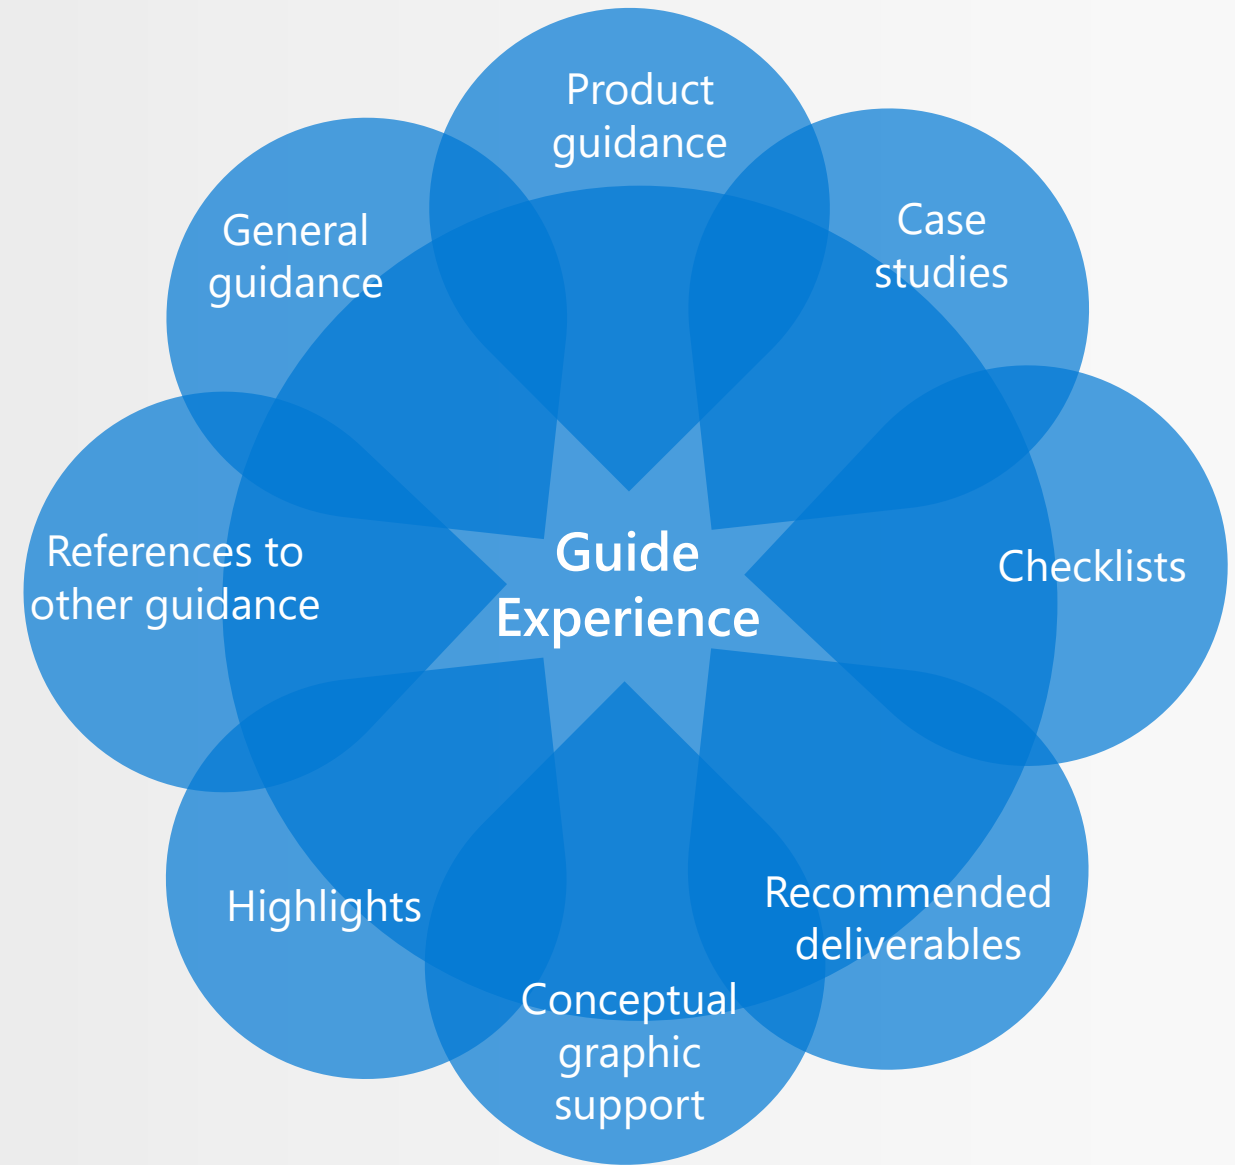 Product
guidance
Case
studies
General
guidance
Checklists
References to
other guidance
Guide
Experience
Recommended
deliverables
Highlights
Conceptual
graphic
support